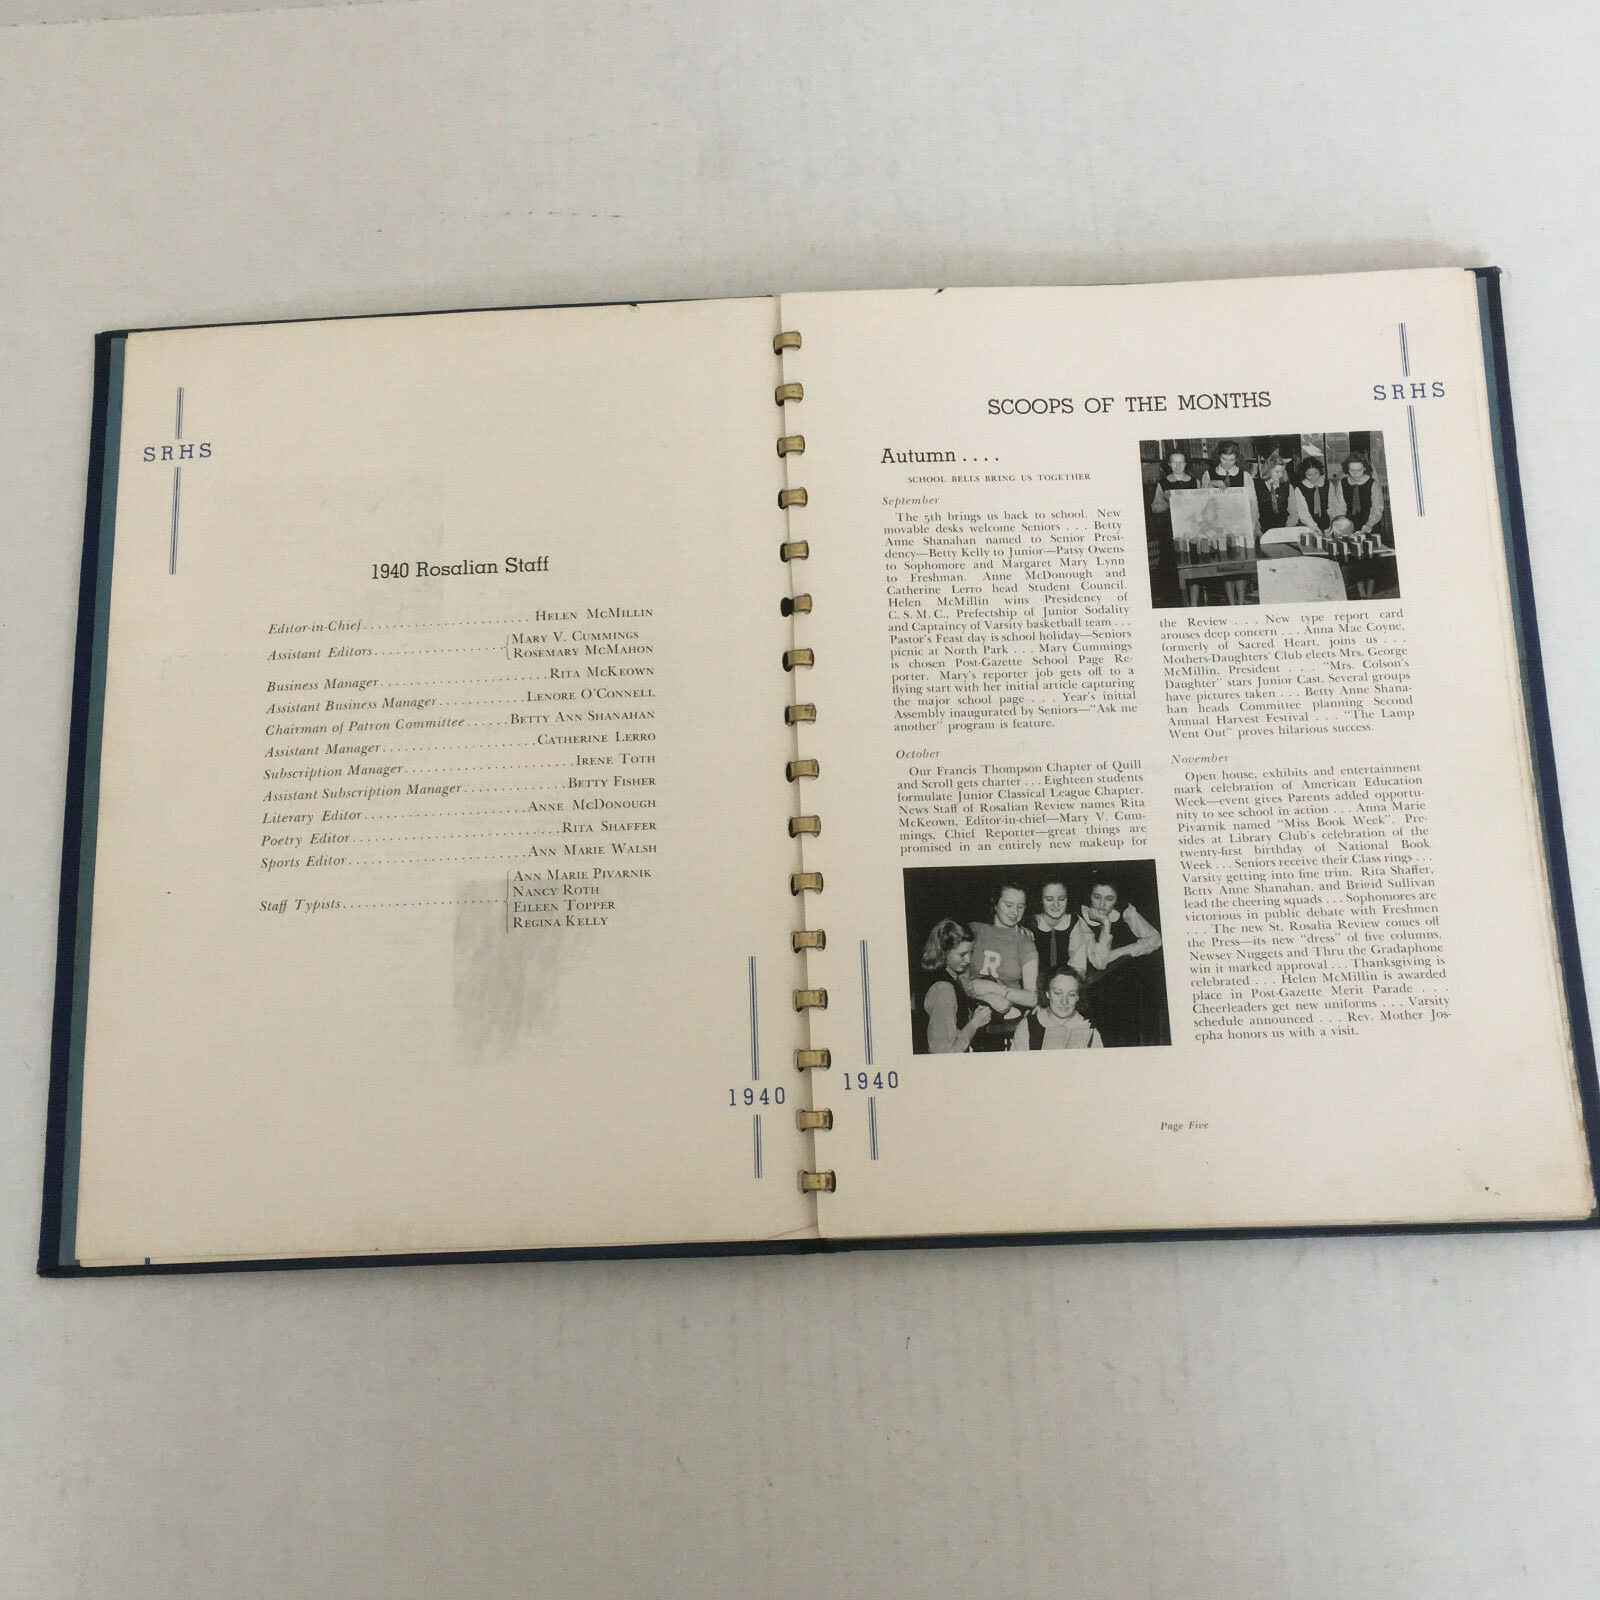 SRHS
1940 Rosalian Staff
Editor-in-Chief..................... HELEN MCMILLIN
Assistant Editors................. MARY V. CUMMINGS
ROSEMARY MCMAHON
Business Manager......................RITA MCKEOWN
Assistant Business Manager...........LENORE O'CONNELL
Chairman of Patron Committee......BETTY ANN SHANAHAN
Assistant Manager....................CATHERINE LERRO
Subscription Manager.......................IRENE TOTH
Assistant Subscription Manager.............BETTY FISHER
Literary Editor......................ANNE MCDONOUGH
Poetry Editor............................RITA SHAFFER
Sports Editor........................ANN MARIE WALSH
Staff Typists...................... ANN MARIE PIVARNIK
NANCY ROTH
EILEEN TOPPER
REGINA KELLY
1940
SRHS
SCOOPS OF THE MONTHS
Autumn ....
SCHOOL BELLS BRING US TOGETHER
September
The 5th brings us back to school. New
movable desks welcome Seniors . . . Betty
Anne Shanahan named to Senior Presi-
dency—Betty Kelly to Junior—Patsy Owens
to Sophomore and Margaret Mary Lynn
to Freshman. Anne McDonough and
Catherine Lerro head Student Council.
Helen McMillin wins Presidency of
C. S. M. C., Prefectship of Junior Sodality
and Captaincy of Varsity basketball team . . .
Pastor's Feast day is school holiday—Seniors
picnic at North Park . . . Mary Cummings
is chosen Post-Gazette School Page Re-
porter. Mary's reporter job gets off to a
flying start with her initial article capturing
the major school page . . . . Year's initial
Assembly inaugurated by Seniors—"Ask me
another" program is feature.
October
Our Francis Thompson Chapter of Quill
and Scroll gets charter . . . Eighteen students
formulate Junior Classical League Chapter.
News Staff of Rosalian Review names Rita
McKeown, Editor-in-chief—Mary V. Cum-
mings, Chief Reporter—great things are
promised in an entirely new makeup for
R
the Review . . . New type report card
arouses deep concern . . . Anna Mae Coyne,
formerly of Sacred Heart, joins us . . .
Mothers-Daughters' Club elects Mrs. George
McMillin, President . . . . "Mrs. Colson's
Daughter" stars Junior Cast. Several groups
have pictures taken . . . Betty Anne Shana-
han heads Committee planning Second
Annual Harvest Festival . . . "The Lamp
Went Out" proves hilarious success.
November
Open house, exhibits and entertainment
mark celebration of American Education
Week—event gives Parents added opportu-
nity to see school in action . . . Anna Marie
Pivarnik named "Miss Book Week". Pre-
sides at Library Club's celebration of the
twenty-first birthday of National Book
Week . . . Seniors receive their Class rings . . .
Varsity getting into fine trim. Rita Shaffer,
Betty Anne Shanahan, and Brigid Sullivan
lead the cheering squads . . . Sophomores are
victorious in public debate with Freshmen
. . . The new St. Rosalia Review comes off
the Press—its new "dress" of five columns,
Newsey Nuggets and Thru the Gradaphone
win it marked approval . . . Thanksgiving is
celebrated . . . Helen McMillin is awarded
place in Post-Gazette Merit Parade . . .
Cheerleaders get new uniforms . . . Varsity
schedule announced . . . Rev. Mother Jos-
epha honors us with a visit.
1940
Page Five